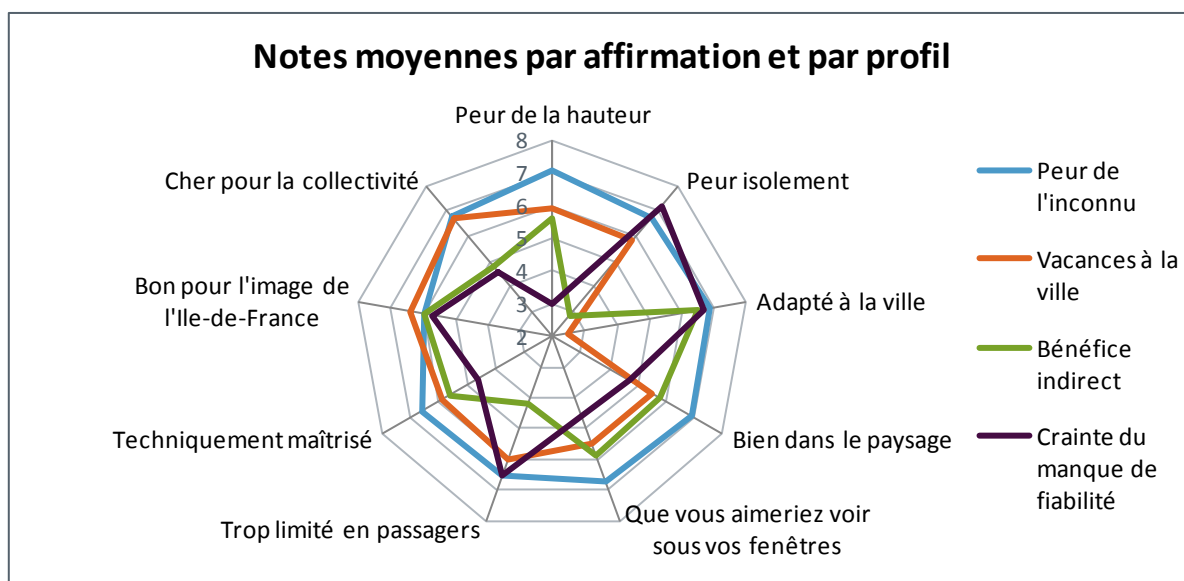 Notes moyennes par affirmation et par profil
Peur de la hauteur
8
7
6
5
4
3
2
Peur isolement
Adapté à la ville
Bien dans le paysage
Que vous aimeriez voir
sous vos fenêtres
Trop limité en passagers
Techniquement maîtrisé
Bon pour l'image de
l'Ile-de-France
Cher pour la collectivité
Peur de
l'inconnu
Vacances à la
ville
Bénéfice
indirect
Crainte du
manque de
fiabilité